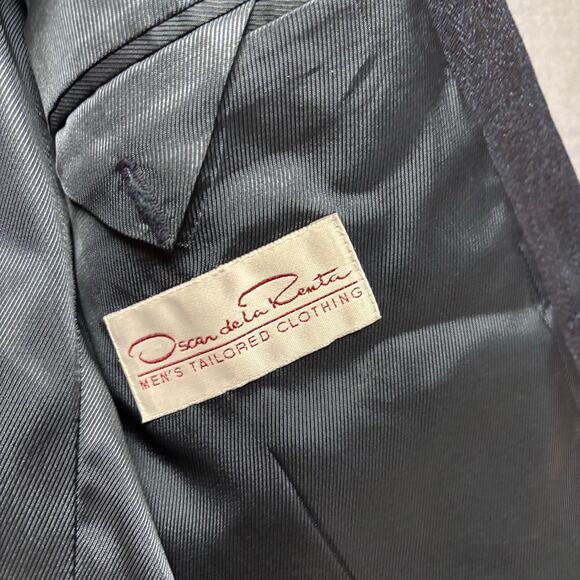 Oscar de la Renta
MEN'S TAILORED CLOTHING